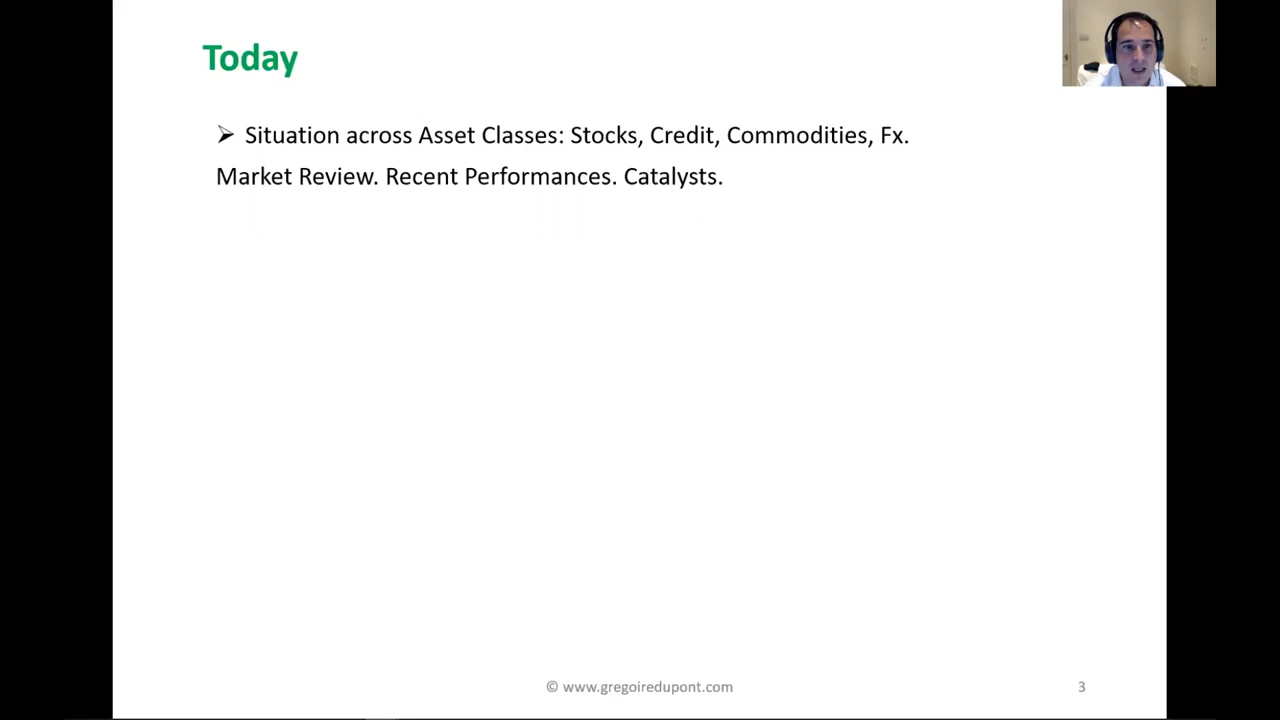 Today
➢ Situation across Asset Classes: Stocks, Credit, Commodities, Fx.
Market Review. Recent Performances. Catalysts.
© www.gregoiredupont.com
3